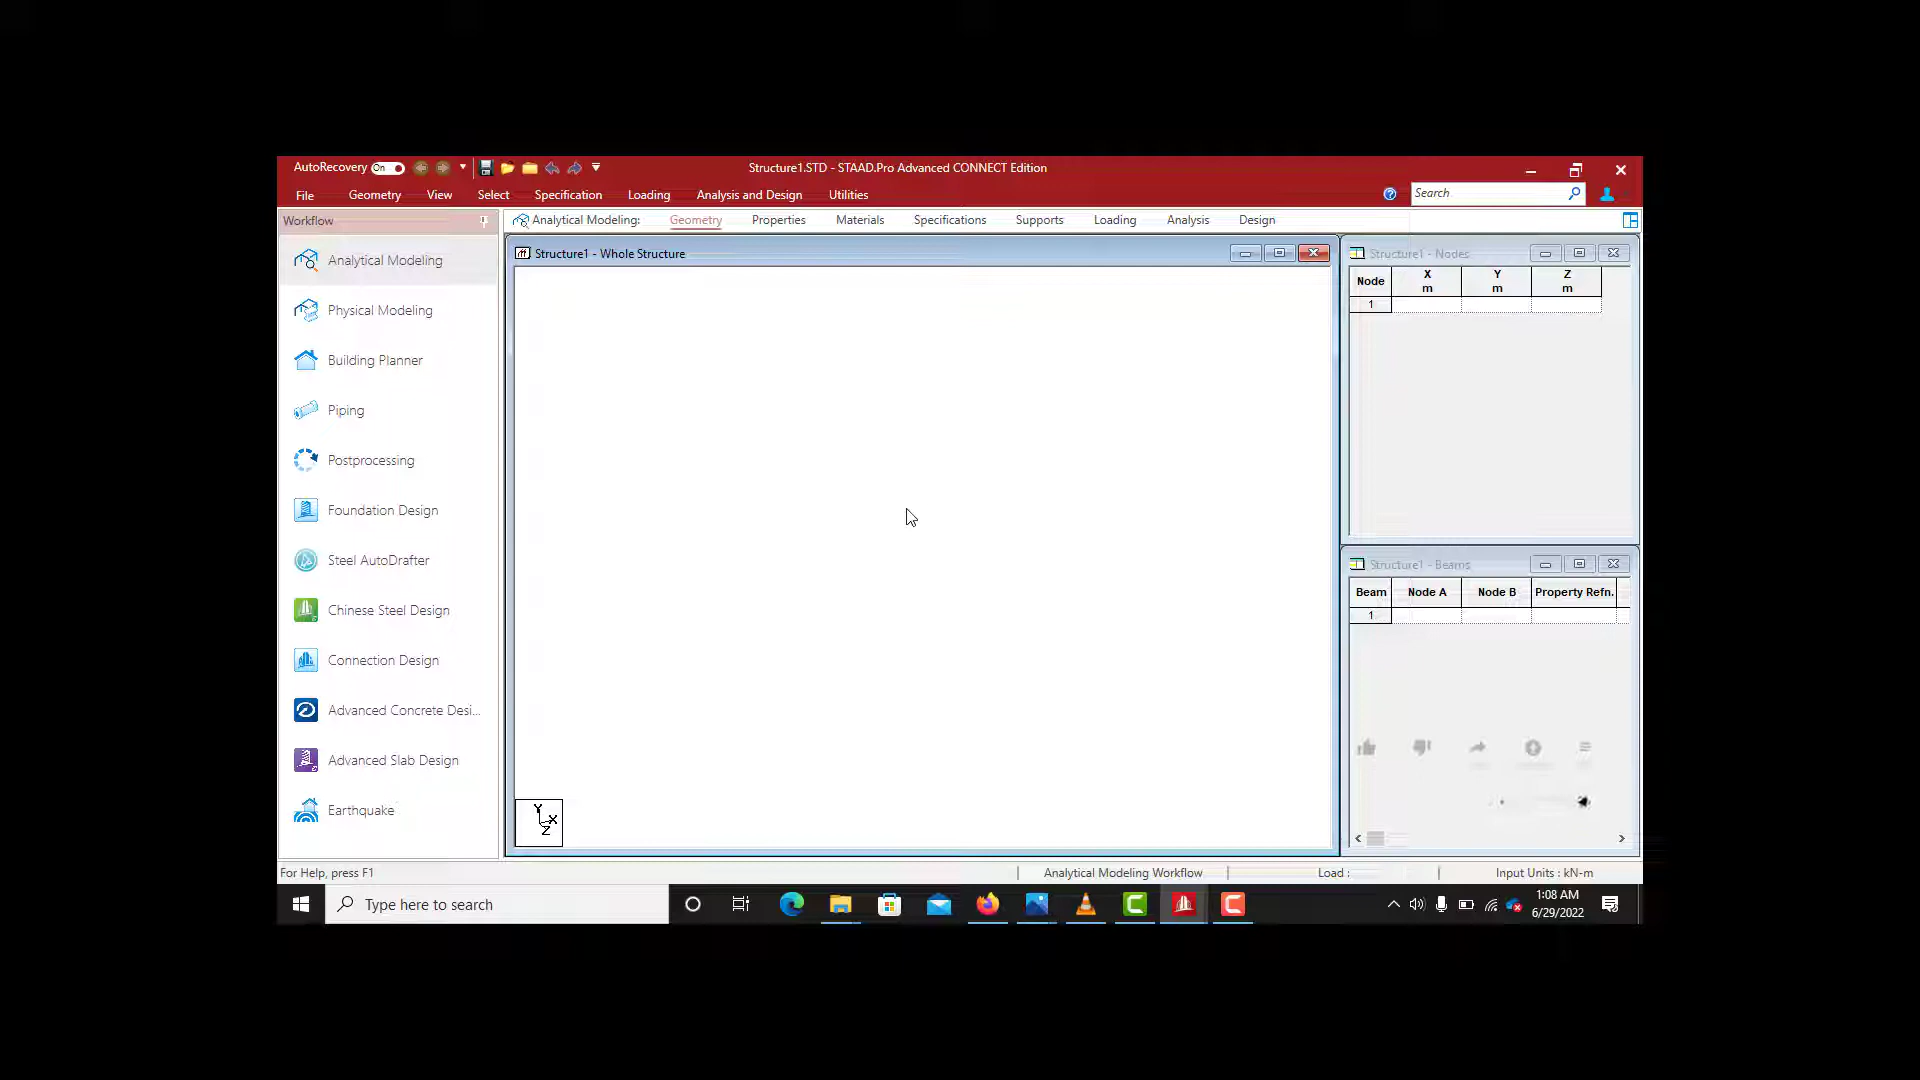 AutoRecovery On
Structure1.STD - STAAD.Pro Advanced CONNECT Edition
File Geometry View Select Specification Loading Analysis and Design Utilities
Search
Workflow
Analytical Modeling: Geometry Properties Materials Specifications Supports Loading Analysis Design
Analytical Modeling
Physical Modeling
Building Planner
Piping
Postprocessing
Foundation Design
Steel AutoDrafter
Chinese Steel Design
Connection Design
Advanced Concrete Desi...
Advanced Slab Design
Earthquake
Structure1 - Whole Structure
Y
X
Z
Structure1 - Nodes
Node X Y Z
m m m
1
Structure1 - Beams
Beam Node A Node B Property Refn.
1
For Help, press F1
Analytical Modeling Workflow
Load :
Input Units : kN-m
Type here to search
1:08 AM
6/29/2022